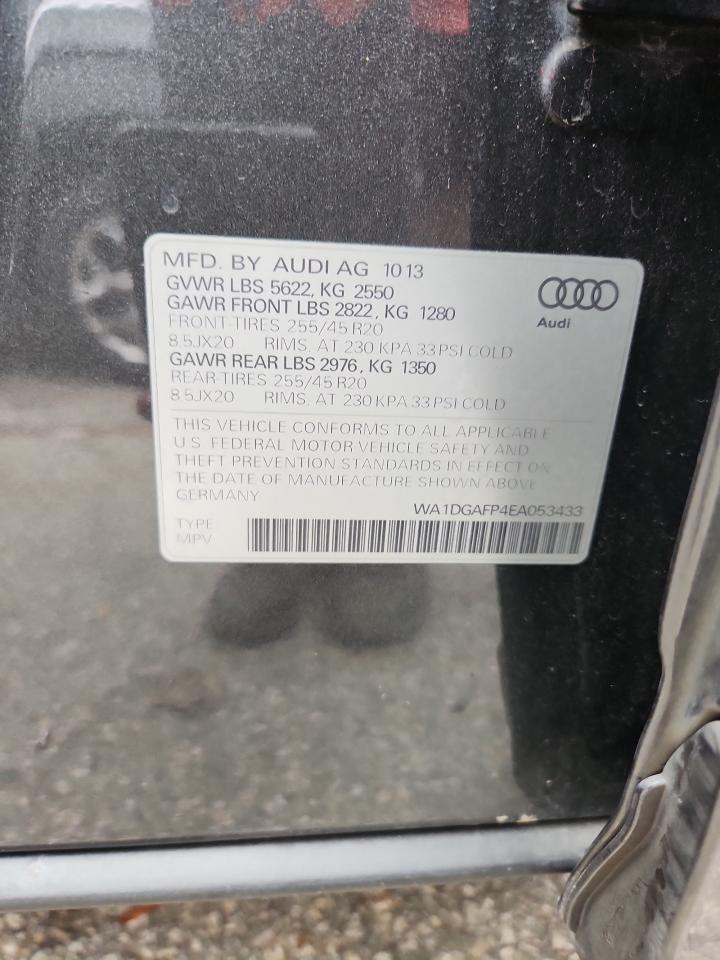 MFD. BY AUDI AG 10 13
GVWR LBS 5622, KG 2550
GAWR FRONT LBS 2822, KG 1280
FRONT-TIRES 255/45 R20
8.5JX20 RIMS, AT 230 KPA 33 PSI COLD
GAWR REAR LBS 2976, KG 1350
REAR-TIRES 255/45 R20
8.5JX20 RIMS, AT 230 KPA 33 PSI COLD
Audi
THIS VEHICLE CONFORMS TO ALL APPLICABLE
U.S. FEDERAL MOTOR VEHICLE SAFETY AND
THEFT PREVENTION STANDARDS IN EFFECT ON
THE DATE OF MANUFACTURE SHOWN ABOVE
GERMANY
WA1DGAFP4EA053433
TYPE
MPV